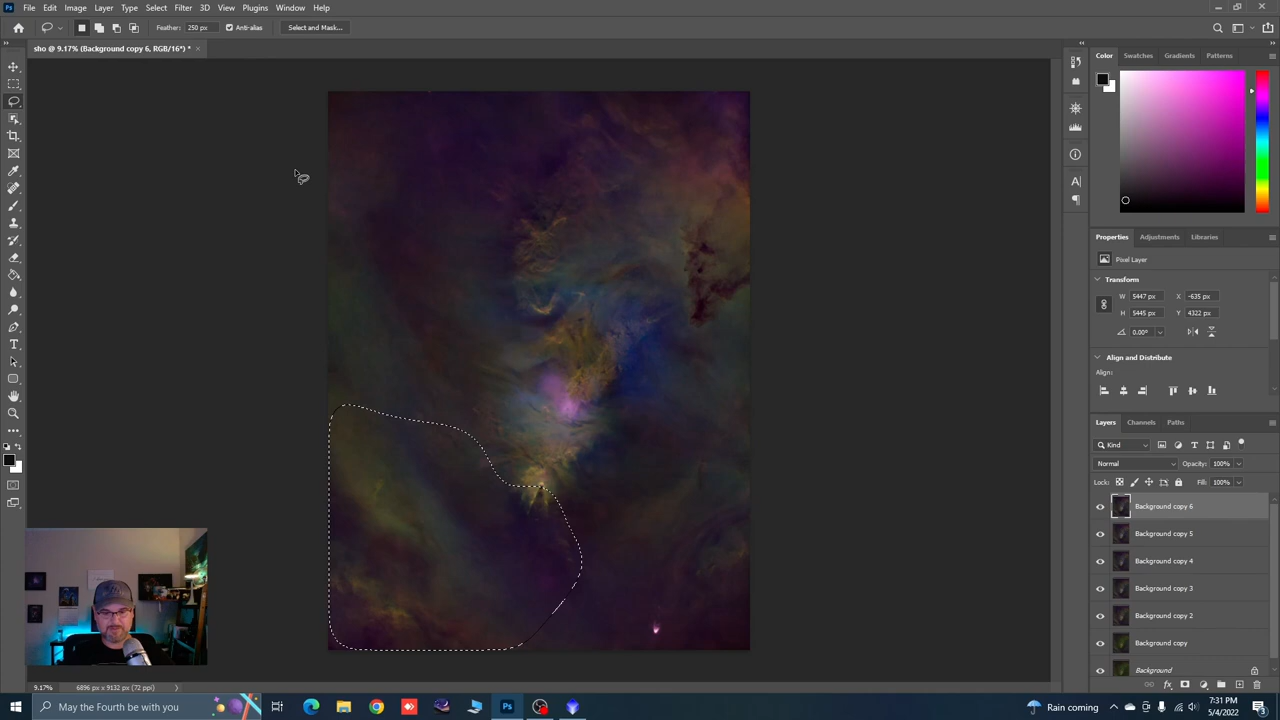 Ps File Edit Image Layer Type Select Filter 3D View Plugins Window Help
Feather: 250 px Anti-alias Select and Mask...
sho @ 9.17% (Background copy 6, RGB/16*) * ×
Color Swatches Gradients Patterns
Properties Adjustments Libraries
Pixel Layer
Transform
W 5447 px X -635 px
H 5445 px Y 4322 px
0.00°
Align and Distribute
Align:
Layers Channels Paths
Kind
Normal Opacity: 100%
Lock: Fill: 100%
Background copy 6
Background copy 5
Background copy 4
Background copy 3
Background copy 2
Background copy
Background
9.17% 6896 px x 9132 px (72 ppi)
May the Fourth be with you
Ps
Rain coming
7:31 PM
5/4/2022